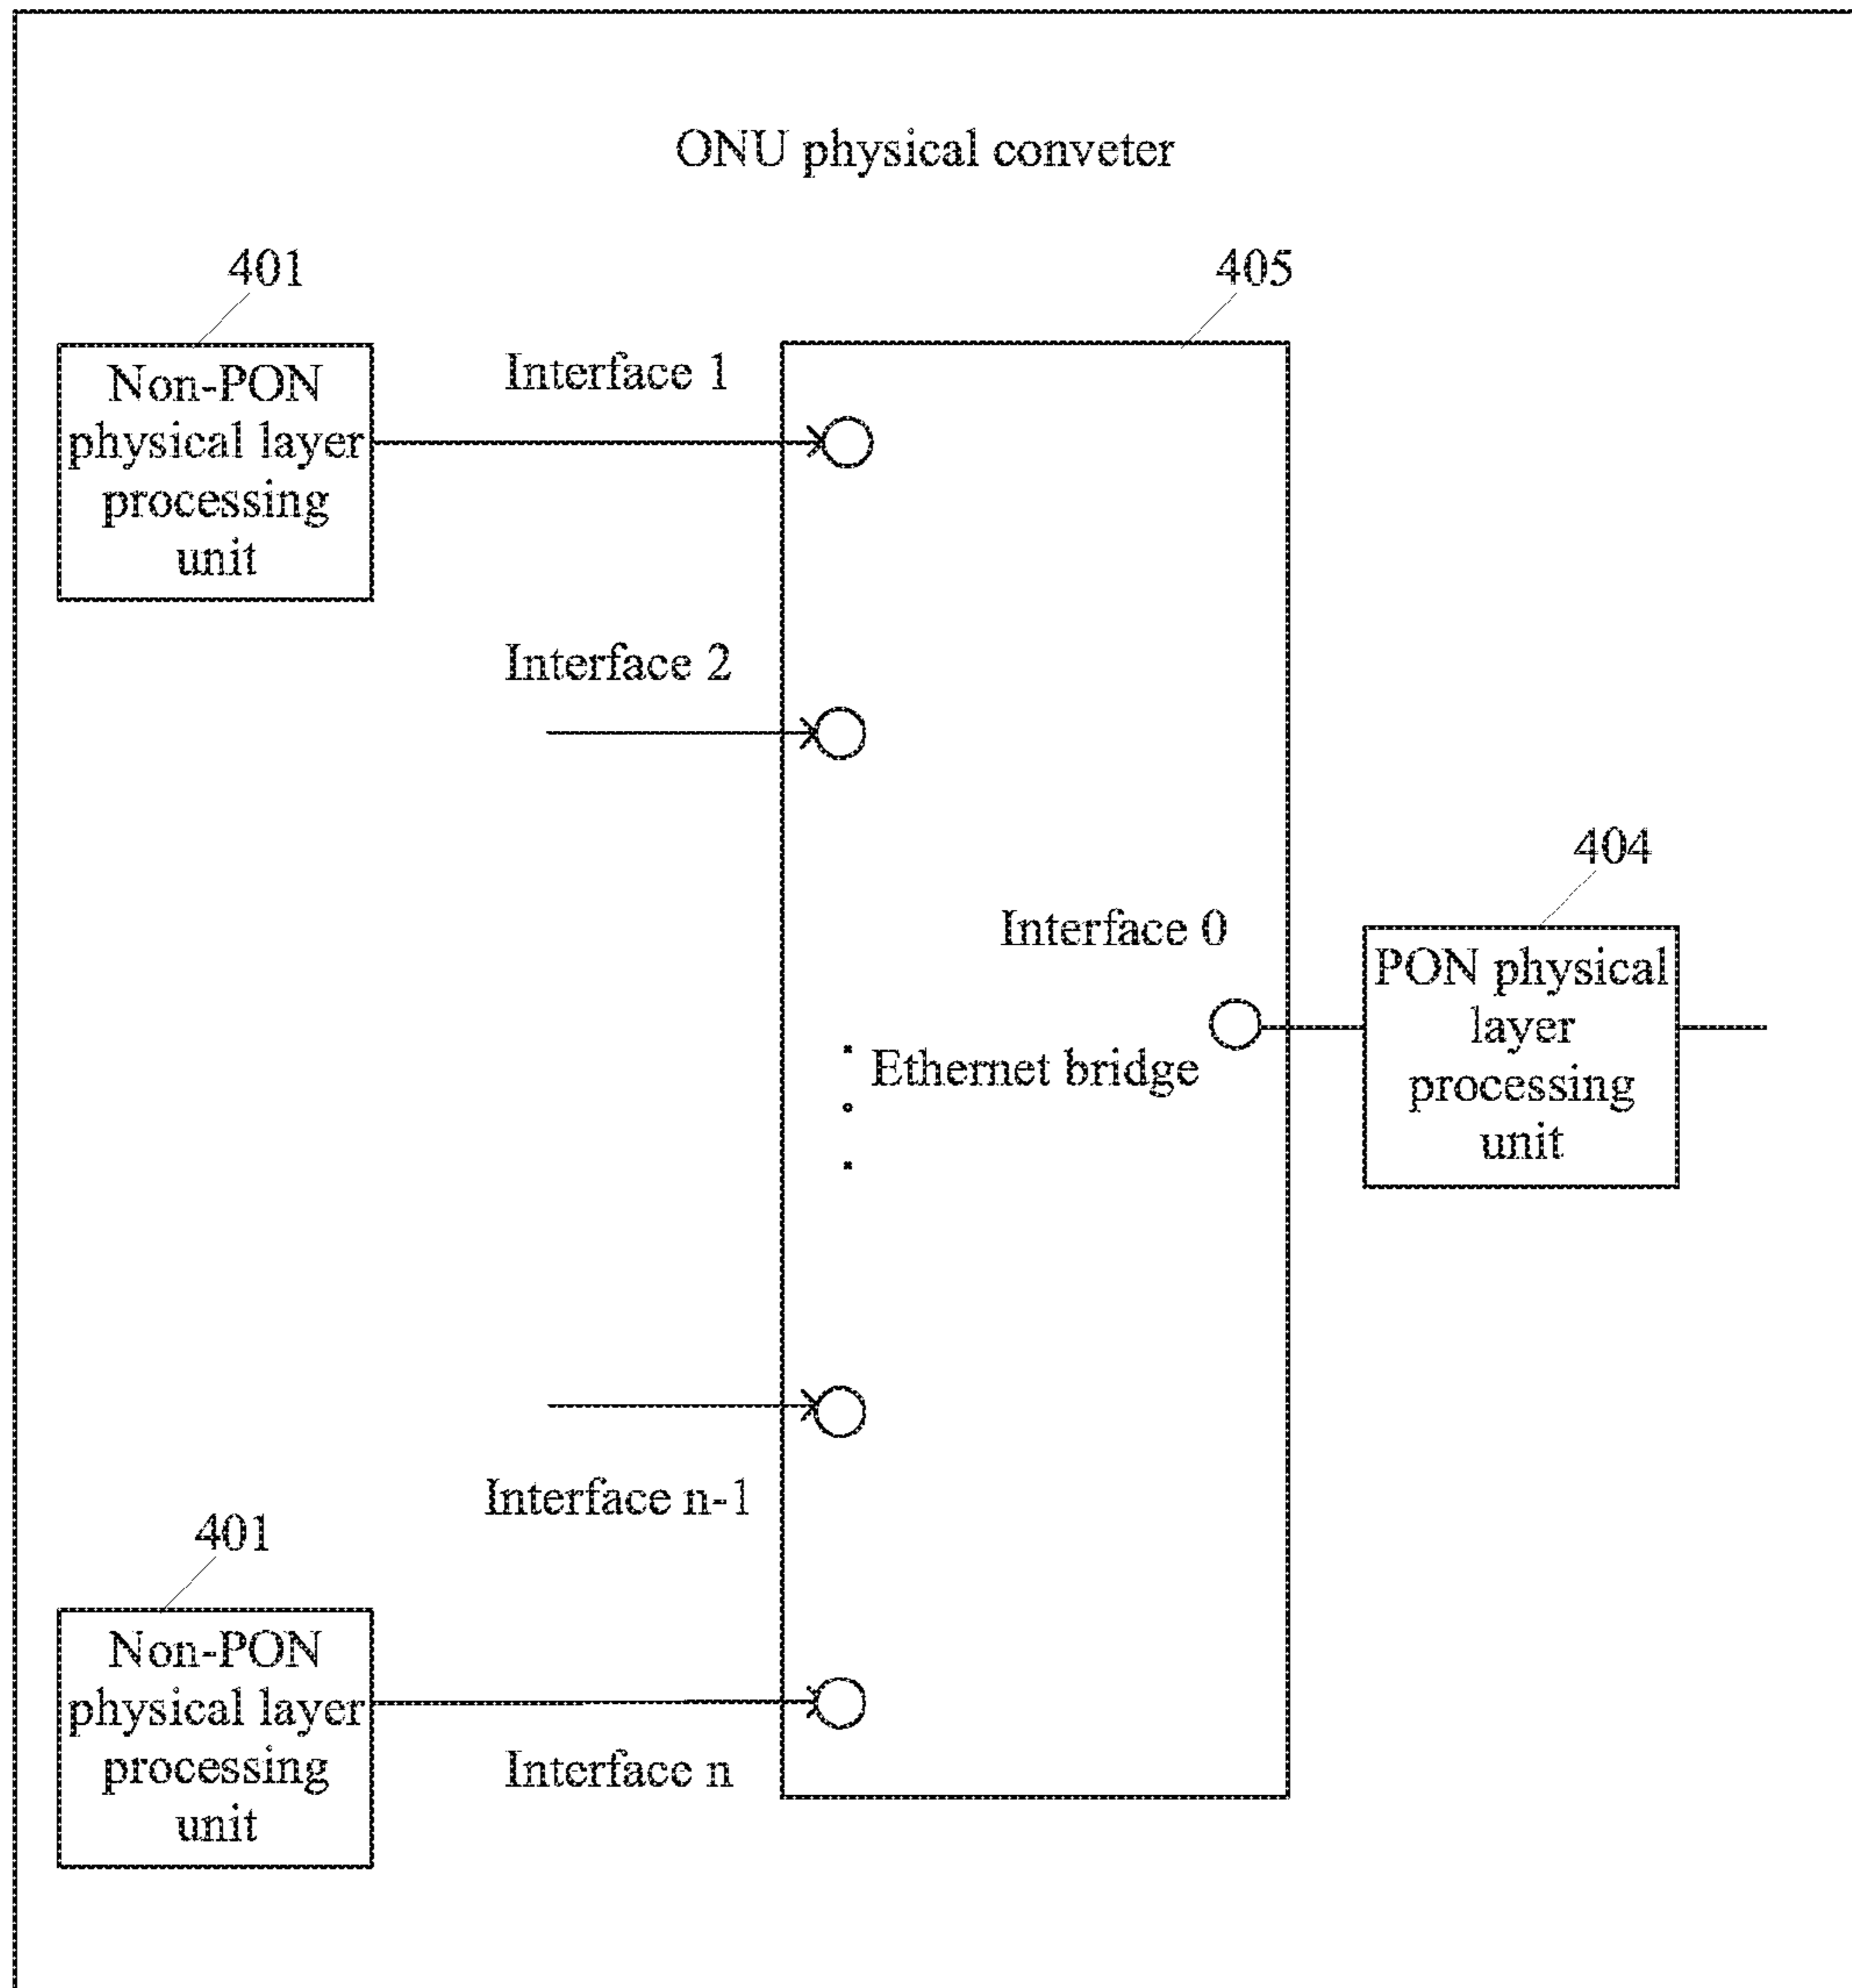 ONU physical conveter
401
405
Non-PON
physical layer
processing
unit
Interface 1
Interface 2
404
Interface 0
PON physical
layer
processing
unit
Ethernet bridge
Interface n-1
401
Non-PON
physical layer
processing
unit
Interface n